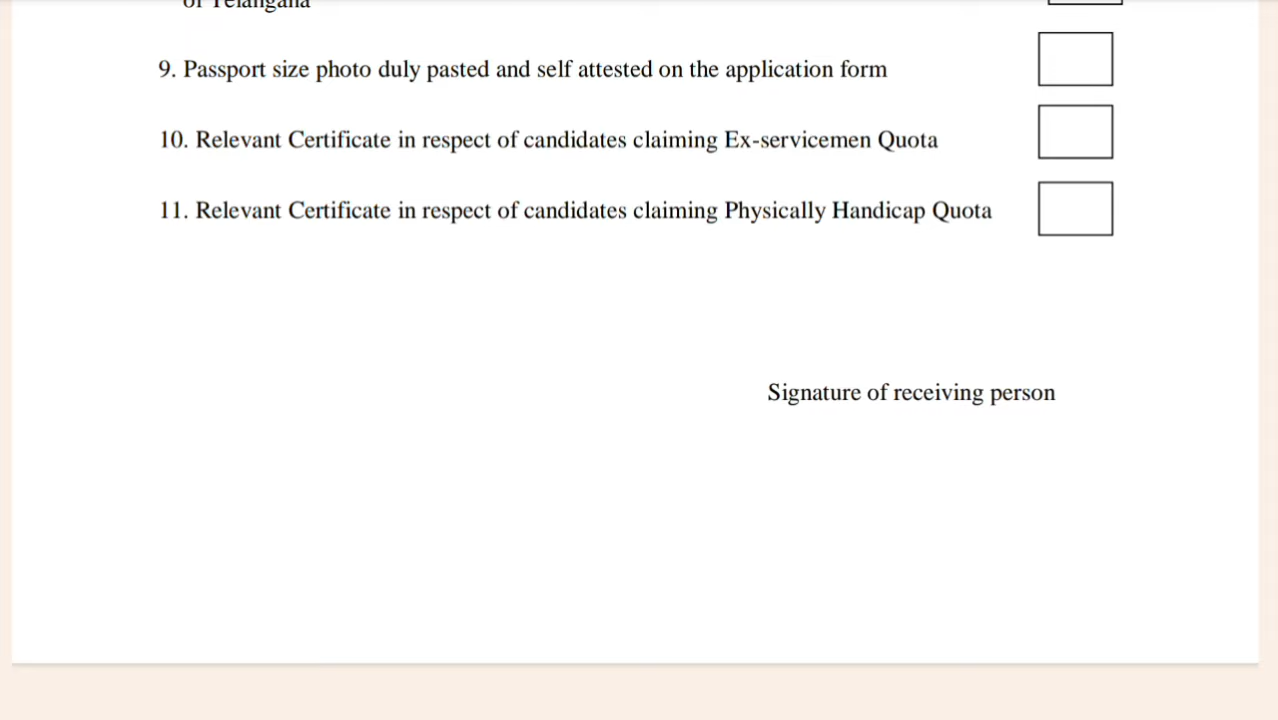 of Telangana
9. Passport size photo duly pasted and self attested on the application form
10. Relevant Certificate in respect of candidates claiming Ex-servicemen Quota
11. Relevant Certificate in respect of candidates claiming Physically Handicap Quota
Signature of receiving person